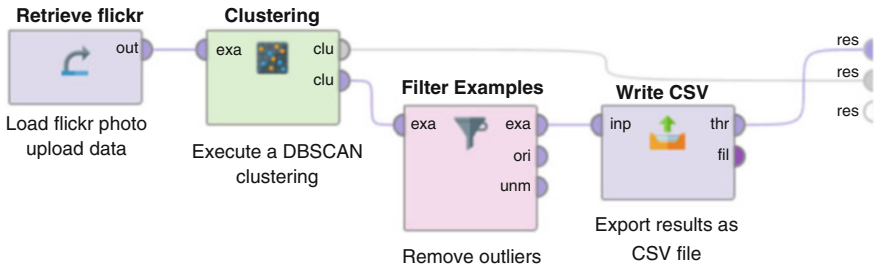 Retrieve flickr
out
Load flickr photo
upload data
Clustering
exa
clu
clu
Execute a DBSCAN
clustering
Filter Examples
exa
exa
ori
unm
Remove outliers
Write CSV
inp
thr
fil
Export results as
CSV file
res
res
res